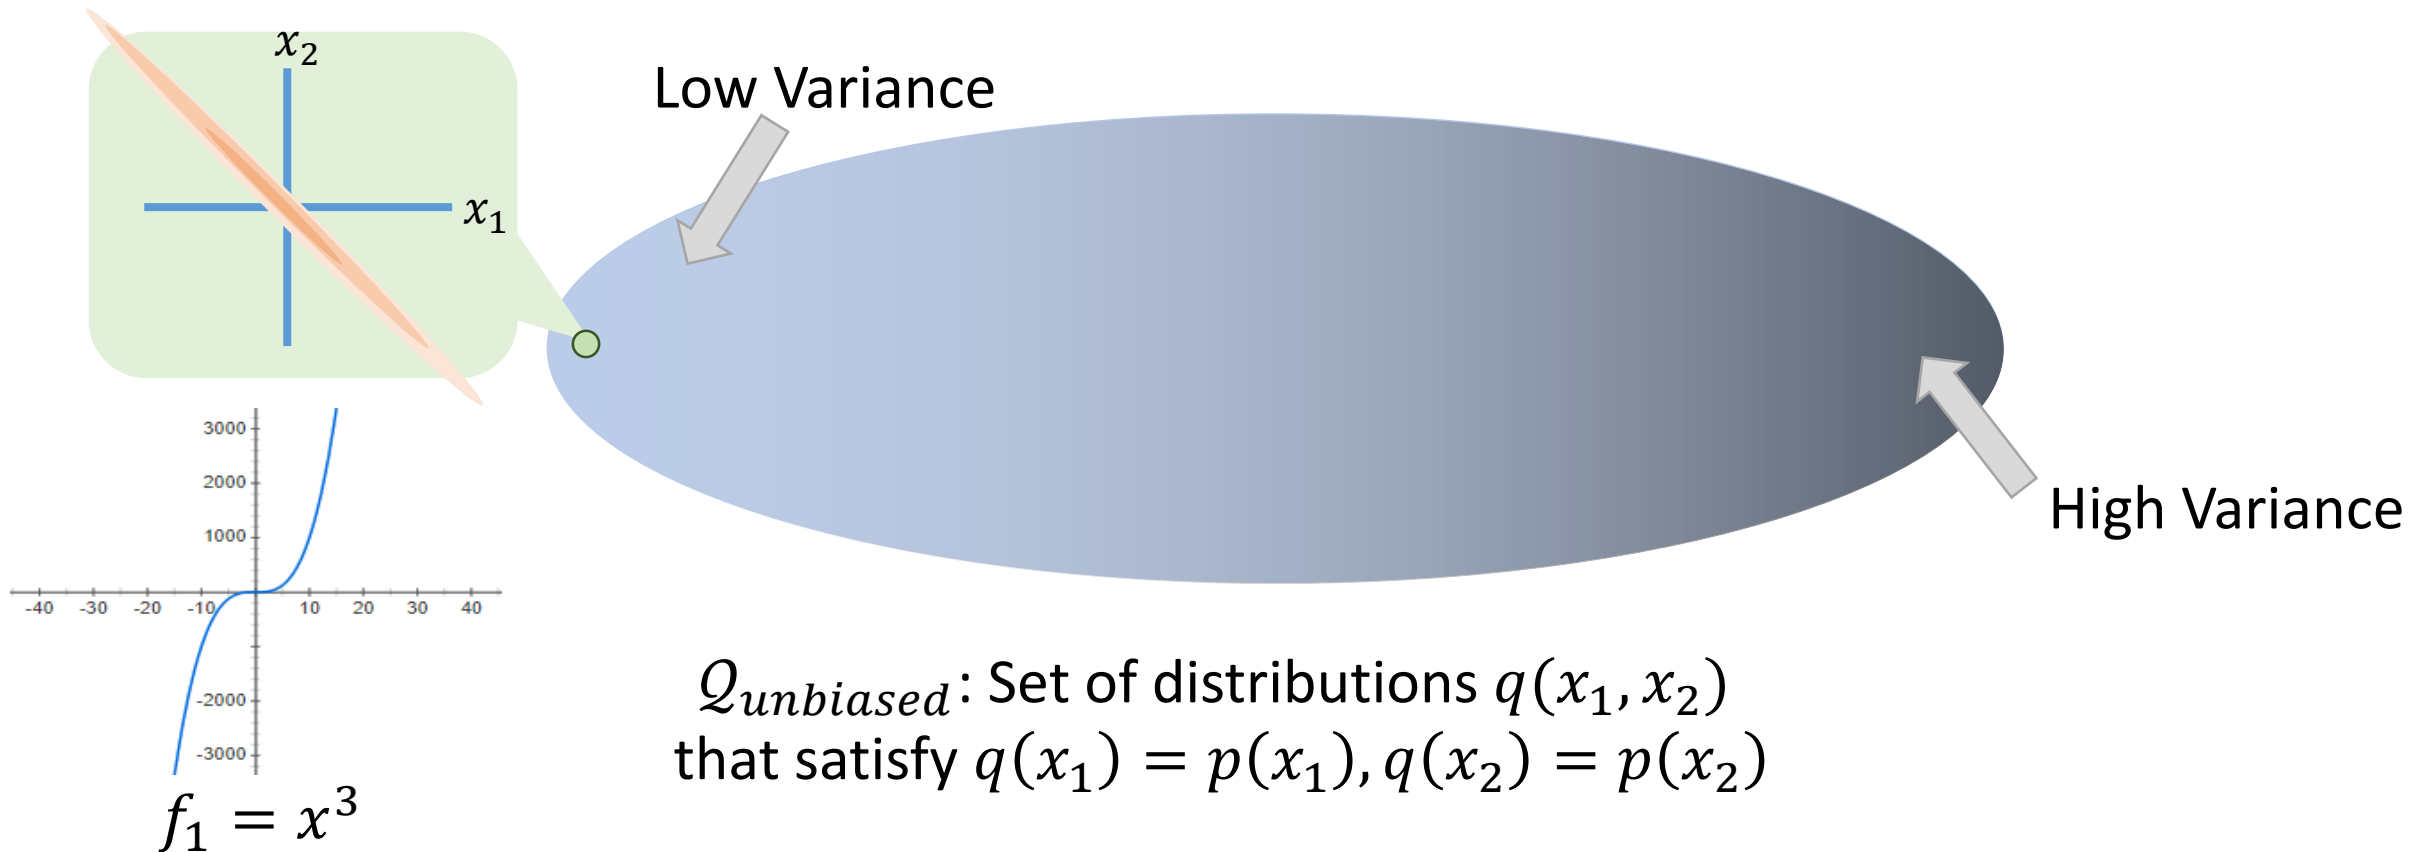 x₂
x₁
Low Variance
High Variance
3000
2000
1000
-40 -30 -20 -10 10 20 30 40
-2000
-3000
f₁ = x³
𝒬_unbiased: Set of distributions q(x₁, x₂)
that satisfy q(x₁) = p(x₁), q(x₂) = p(x₂)